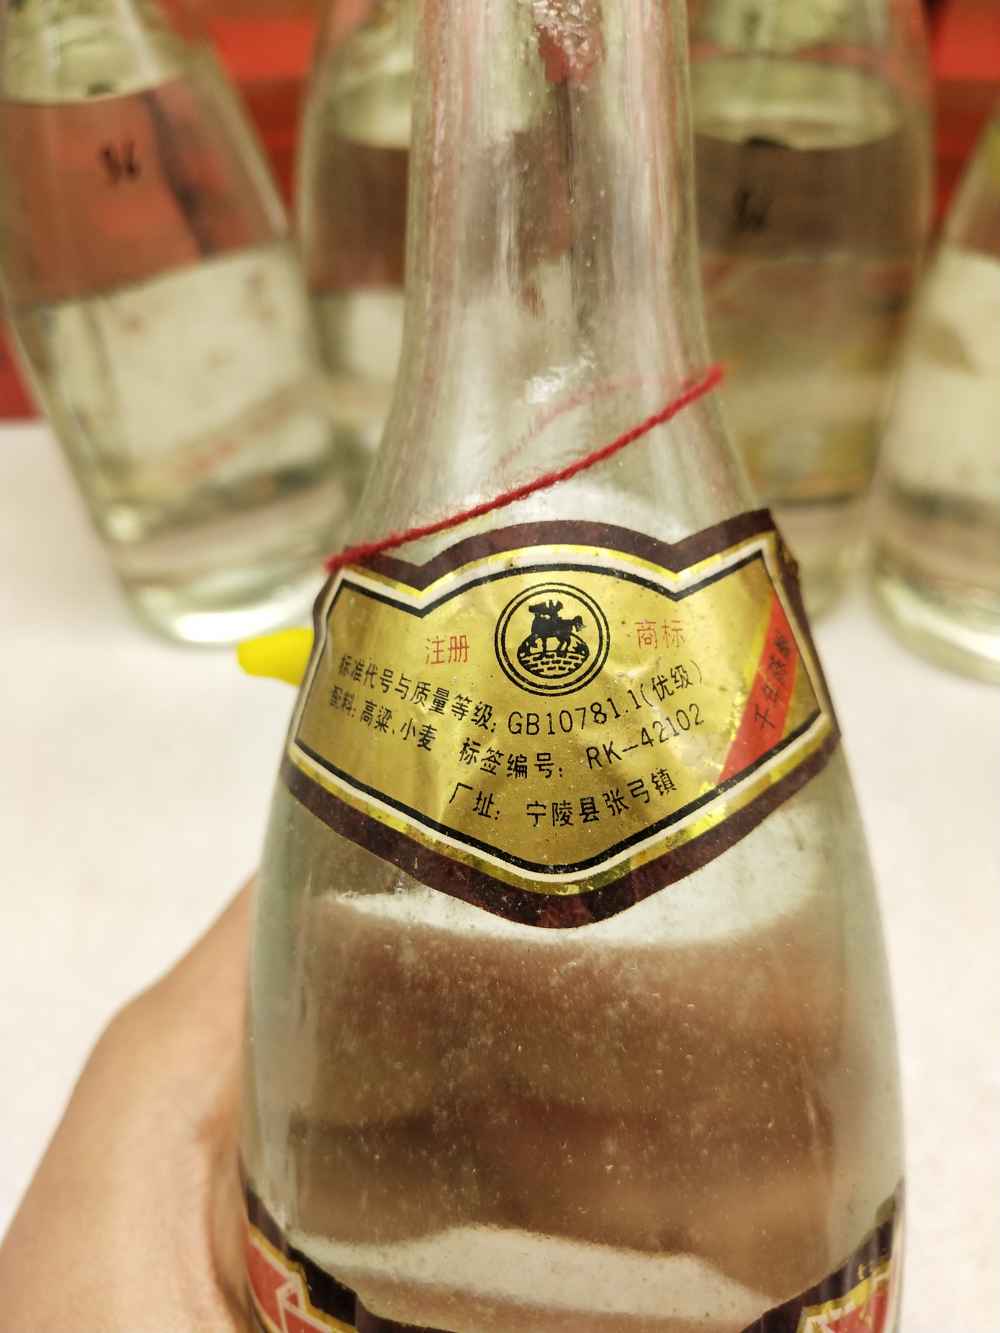 注册 商标
标准代号与质量等级: GB10781.1(优级)
配料: 高粱、小麦 标签编号: RK-42102
厂址: 宁陵县张弓镇